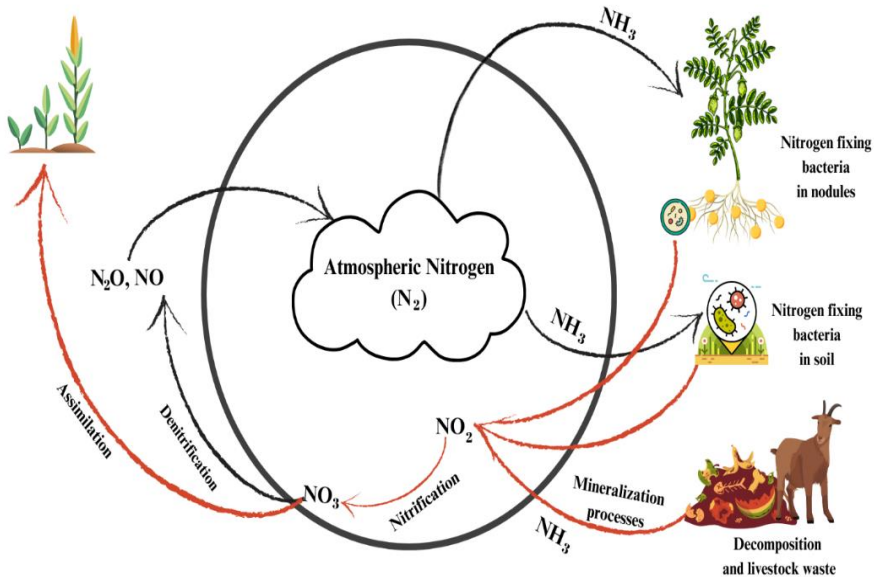 NH₃
Nitrogen fixing
bacteria
in nodules
Atmospheric Nitrogen
(N₂)
N₂O, NO
NH₃
Nitrogen fixing
bacteria
in soil
Assimilation
Denitrification
NO₂
NO₃
Nitrification
Mineralization
processes
NH₃
Decomposition
and livestock waste